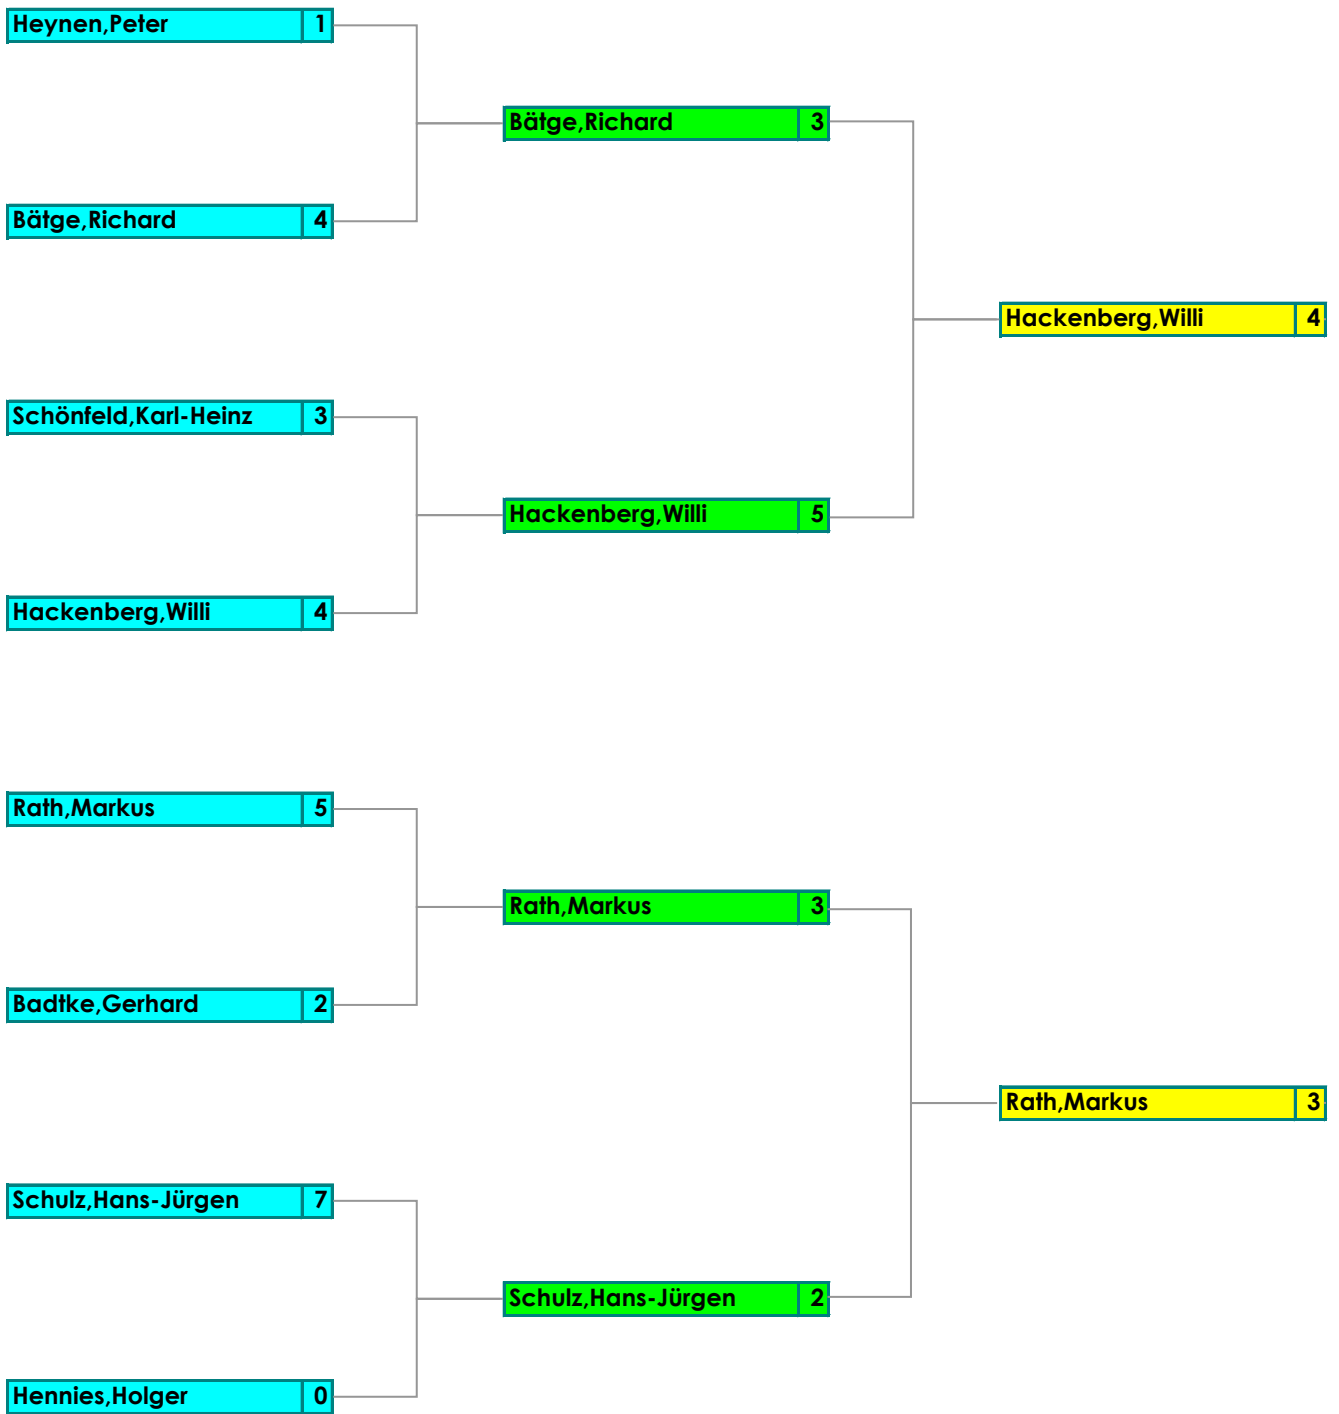 Heynen,Peter 1
Bätge,Richard 3
Bätge,Richard 4
Hackenberg,Willi 4
Schönfeld,Karl-Heinz 3
Hackenberg,Willi 5
Hackenberg,Willi 4
Rath,Markus 5
Rath,Markus 3
Badtke,Gerhard 2
Rath,Markus 3
Schulz,Hans-Jürgen 7
Schulz,Hans-Jürgen 2
Hennies,Holger 0